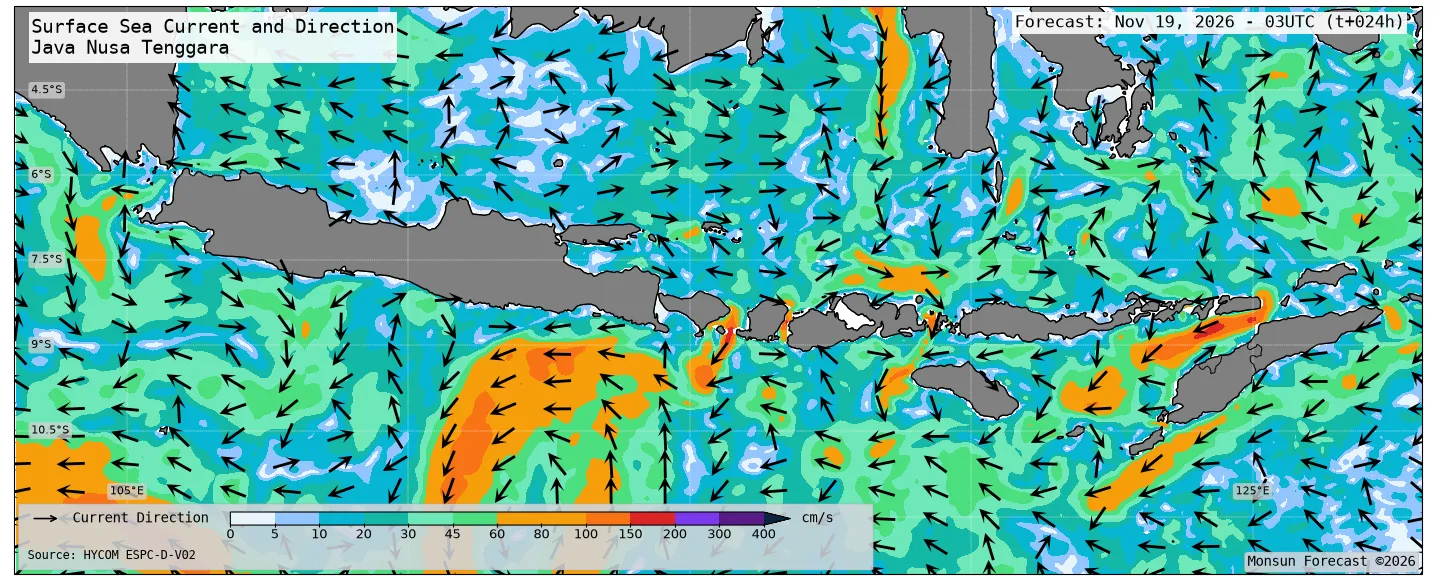 Surface Sea Current and Direction
Java Nusa Tenggara
Forecast: Nov 19, 2026 - 03UTC (t+024h)
4.5°S
6°S
7.5°S
9°S
10.5°S
105°E
125°E
Current Direction
0 5 10 20 30 45 60 80 100 150 200 300 400
cm/s
Source: HYCOM ESPC-D-V02
Monsun Forecast ©2026